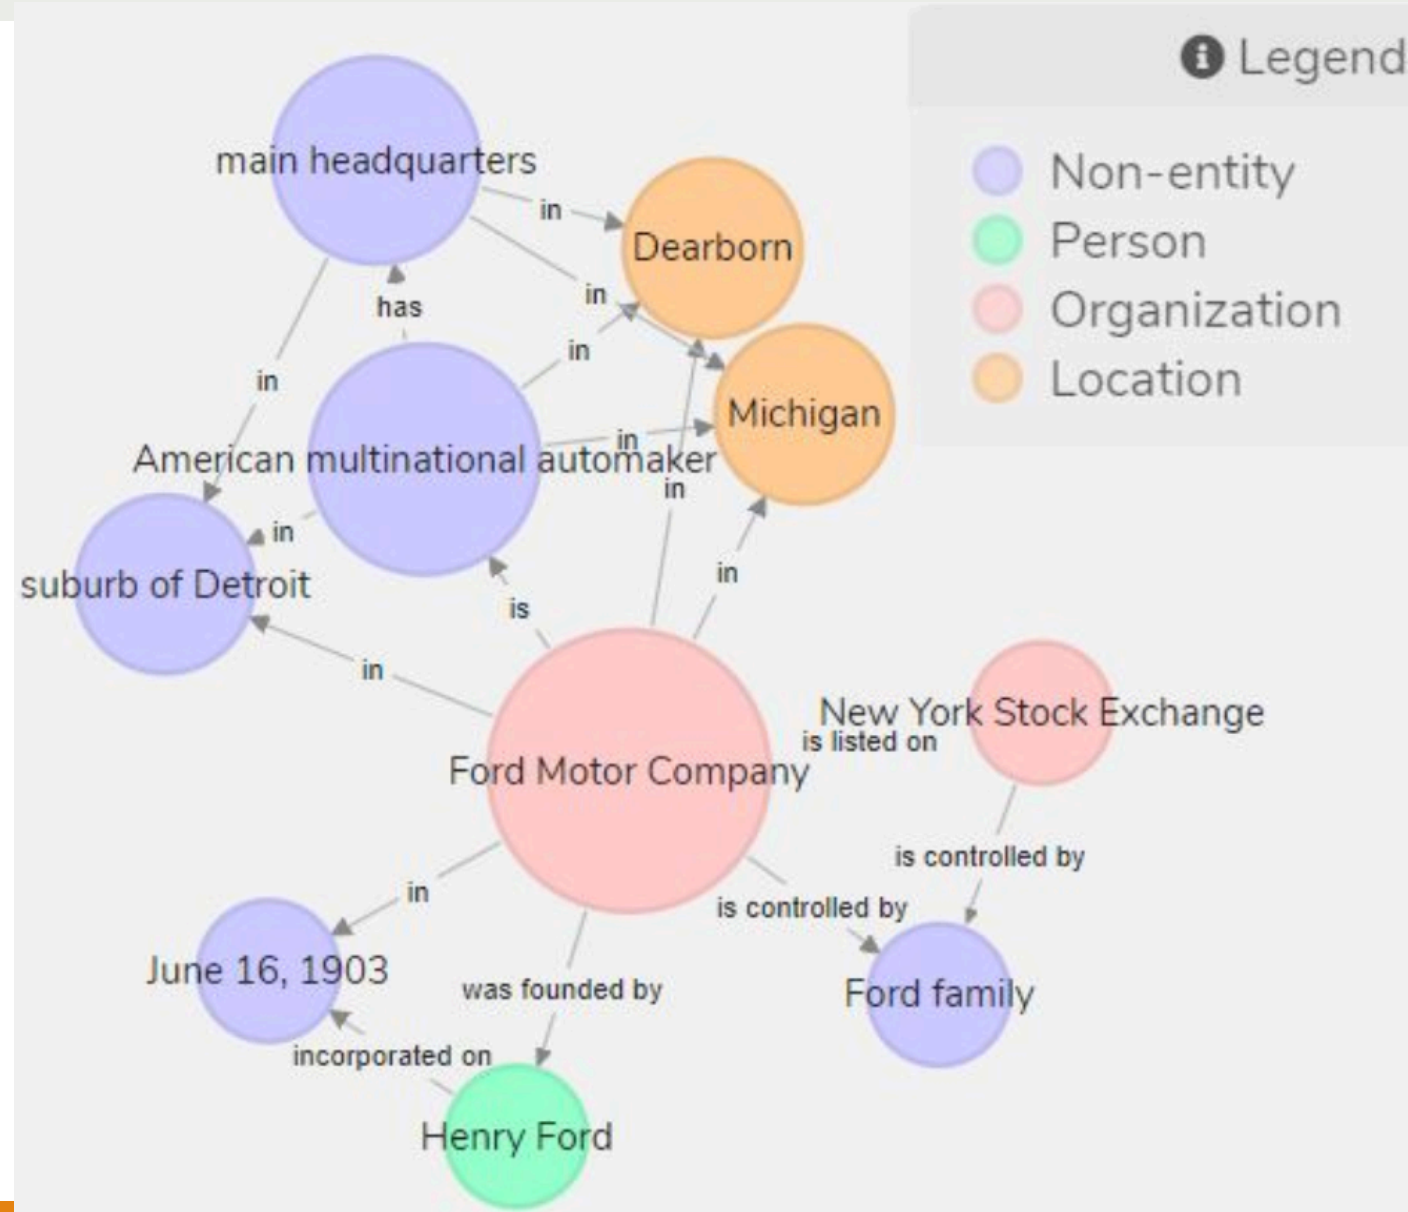 Legend
main headquarters
Non-entity
in
Dearborn
Person
in
has
Organization
in
Location
in
Michigan
in
American multinational automaker
in
in
in
suburb of Detroit
in
is
in
New York Stock Exchange
is listed on
Ford Motor Company
is controlled by
in
is controlled by
June 16, 1903
was founded by
Ford family
incorporated on
Henry Ford